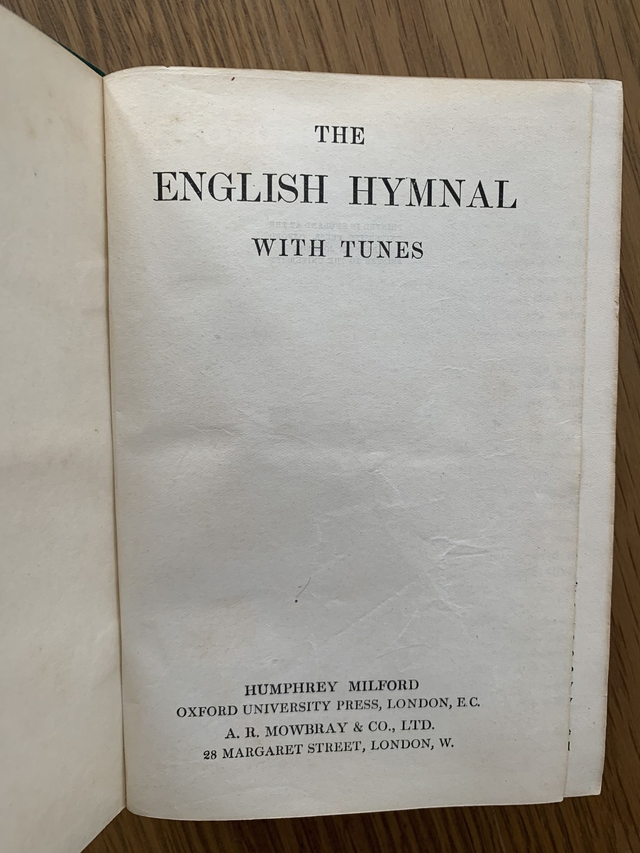 THE
ENGLISH HYMNAL
WITH TUNES
HUMPHREY MILFORD
OXFORD UNIVERSITY PRESS, LONDON, E.C.
A. R. MOWBRAY & CO., LTD.
28 MARGARET STREET, LONDON, W.